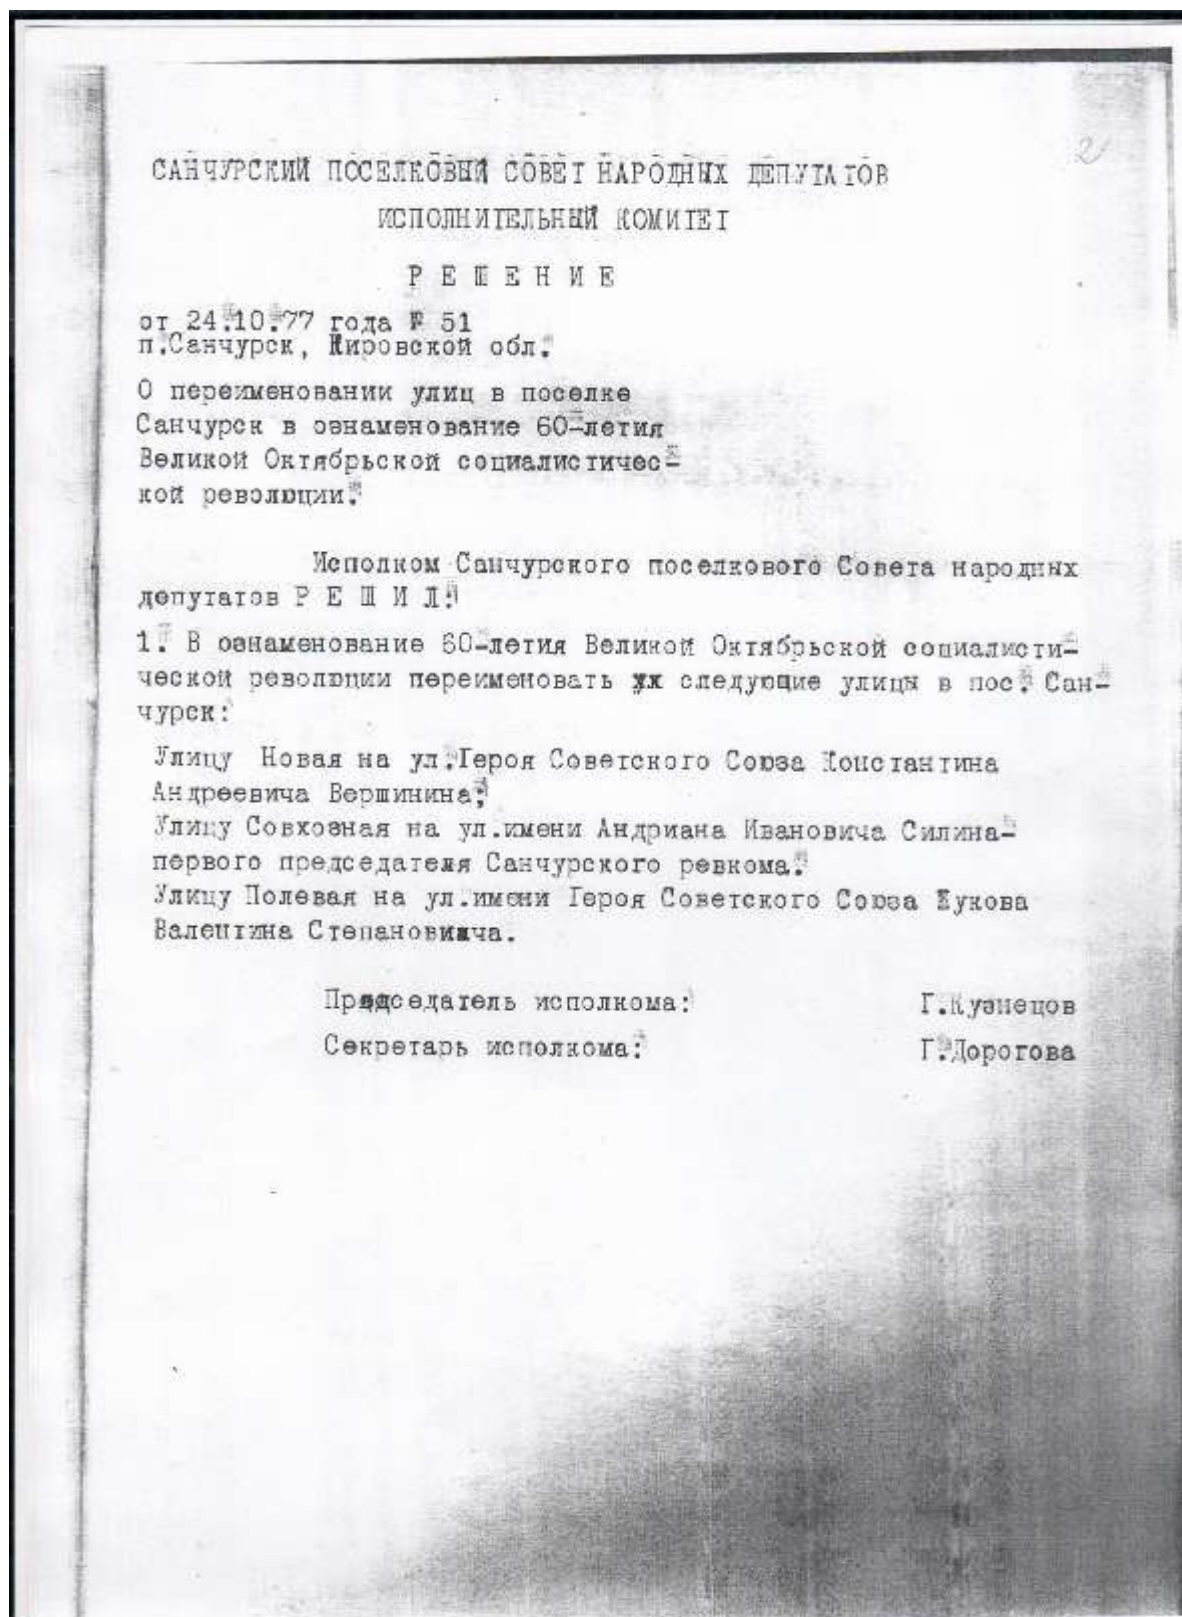 2
САНЧУРСКИЙ ПОСЕЛКОВЫЙ СОВЕТ НАРОДНЫХ ДЕПУТАТОВ
ИСПОЛНИТЕЛЬНЫЙ КОМИТЕТ
Р Е Ш Е Н И Е
от 24.10.77 года № 51
п.Санчурск, Кировской обл.
О переименовании улиц в поселке
Санчурск в ознаменование 60-летия
Великой Октябрьской социалистичес-
кой революции.
Исполком Санчурского поселкового Совета народных
депутатов Р Е Ш И Л:
1. В ознаменование 60-летия Великой Октябрьской социалисти-
ческой революции переименовать ух следующие улицы в пос. Сан-
чурск:
Улицу Новая на ул.Героя Советского Союза Константина
Андреевича Вершинина;
Улицу Совхозная на ул.имени Андриана Ивановича Силина-
первого председателя Санчурского ревкома.
Улицу Полевая на ул.имени Героя Советского Союза Жукова
Валентина Степановича.
Председатель исполкома: Г.Кузнецов
Секретарь исполкома: Г.Дорогова